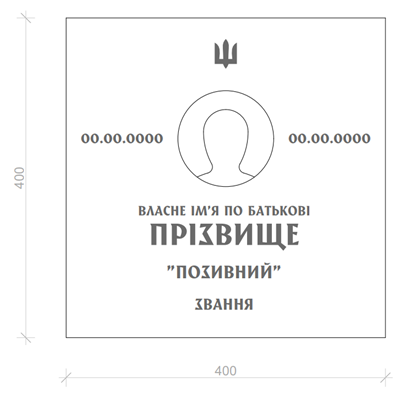 00.00.0000 00.00.0000
ВЛАСНЕ ІМ'Я ПО БАТЬКОВІ
ПРІЗВИЩЕ
"ПОЗИВНИЙ"
ЗВАННЯ
400
400